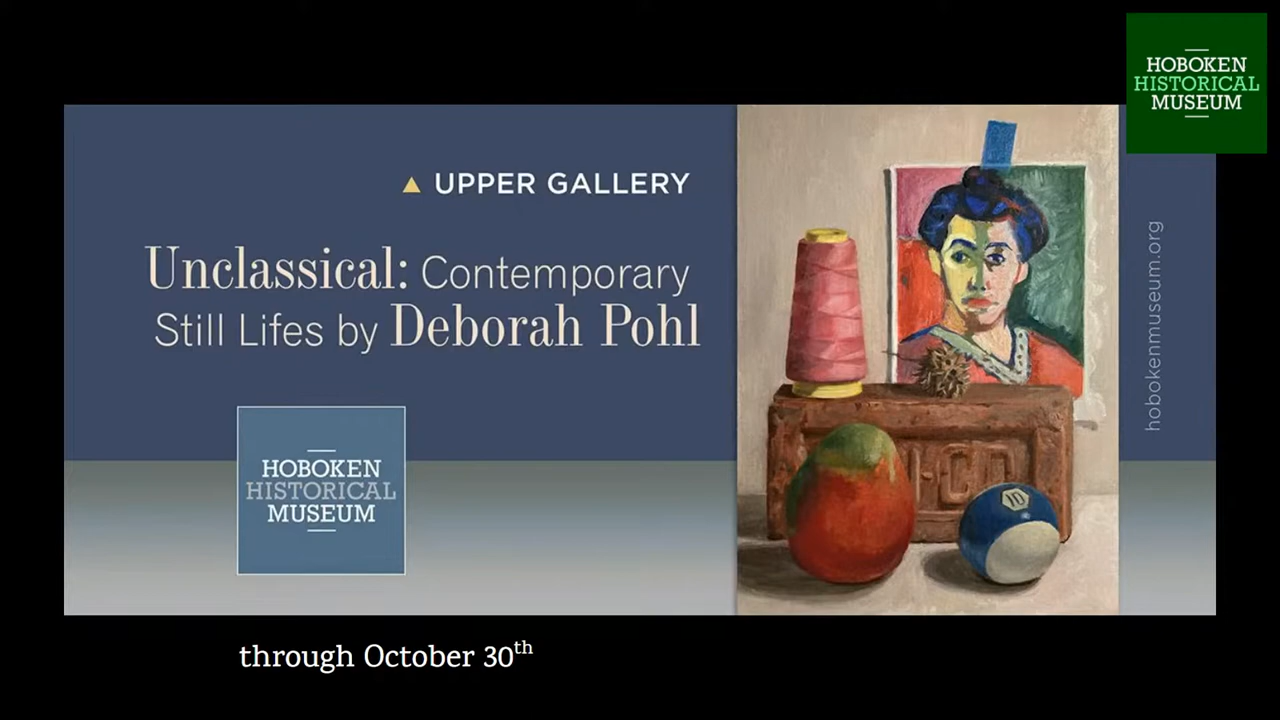 HOBOKEN
HISTORICAL
MUSEUM
▲ UPPER GALLERY
Unclassical: Contemporary
Still Lifes by Deborah Pohl
HOBOKEN
HISTORICAL
MUSEUM
hobokenmuseum.org
10
through October 30th